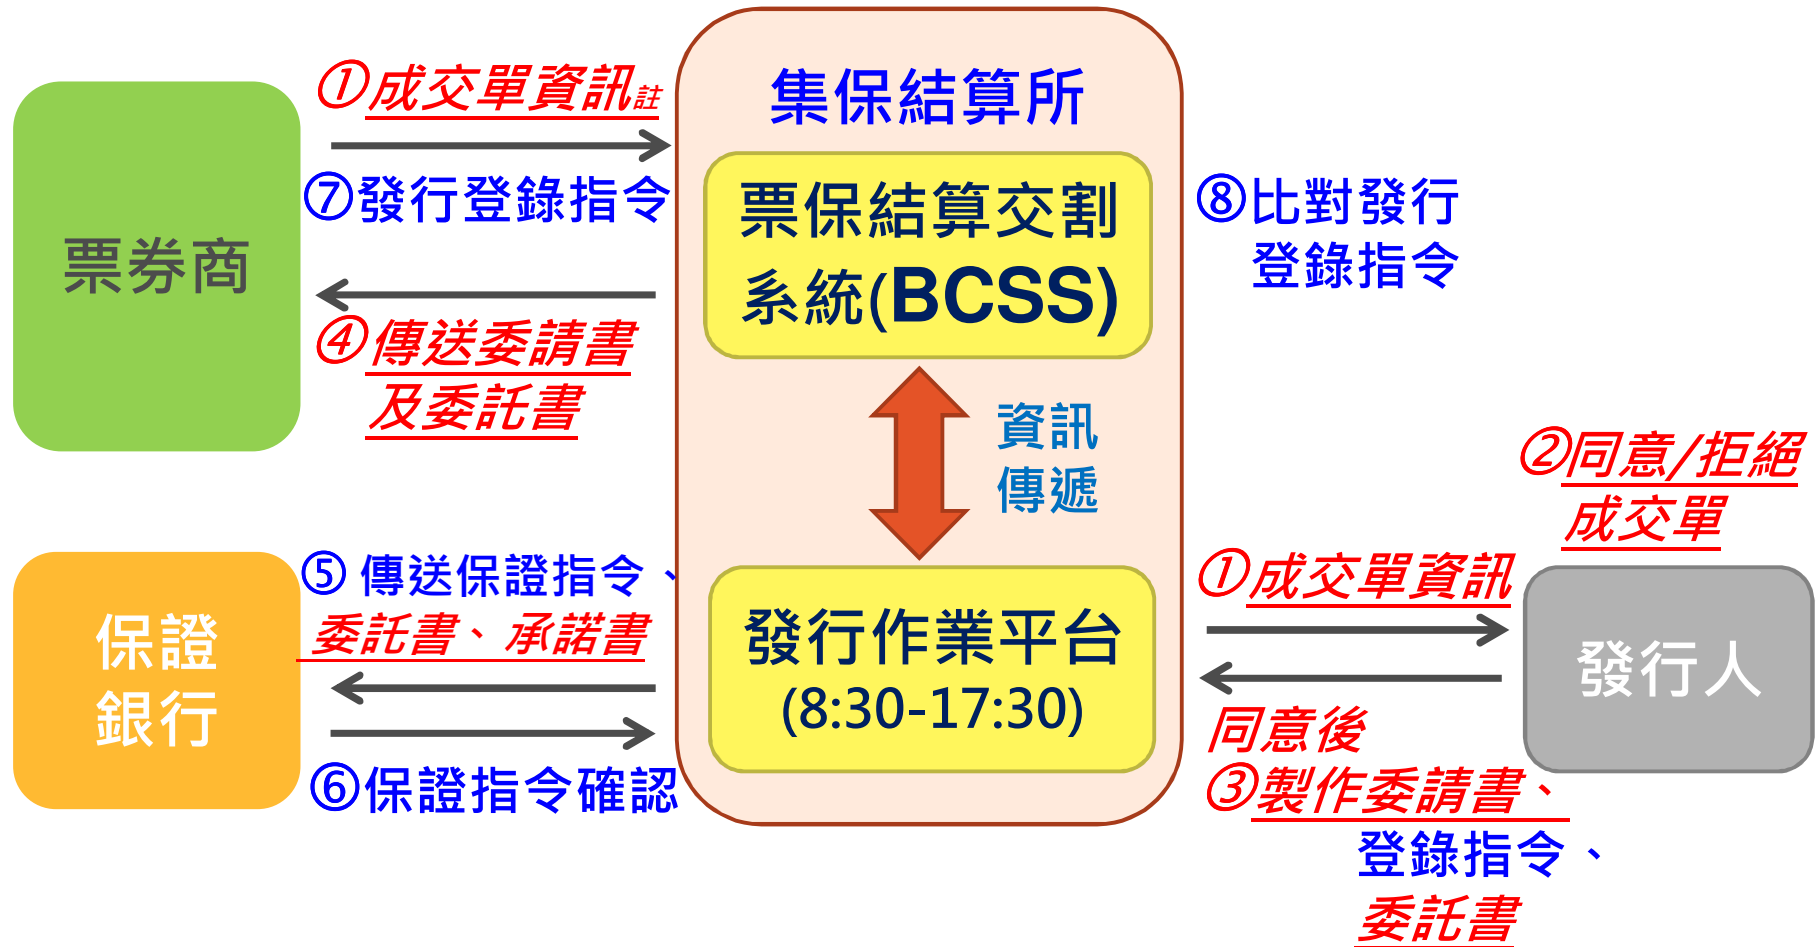 ①成交單資訊註
⑦發行登錄指令
票券商
④傳送委請書
及委託書
集保結算所
票保結算交割
系統(BCSS)
資訊
傳遞
⑧比對發行
登錄指令
②同意/拒絕
成交單
⑤傳送保證指令、
委託書、承諾書
保證
銀行
⑥保證指令確認
發行作業平台
(8:30-17:30)
①成交單資訊
發行人
同意後
③製作委請書、
登錄指令、
委託書